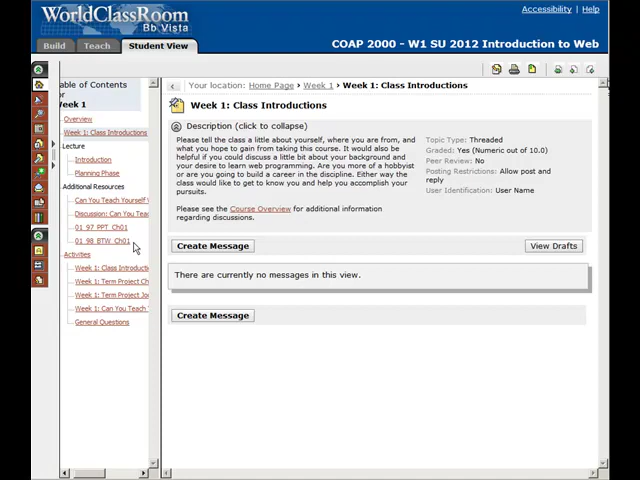 WorldClassRoom
Bb Vista
Accessibility | Help
Build
Teach
Student View
COAP 2000 - W1 SU 2012 Introduction to Web
able of Contents
or
eek 1
Overview
Week 1: Class Introductions
Lecture
Introduction
Planning Phase
Additional Resources
Can You Teach Yourself
Discussion: Can You Tea
01_97_PPT_Ch01
01_98_BTW_Ch01
Activities
Week 1: Class Introducti
Week 1: Term Project Ch
Week 1: Term Project Jo
Week 1: Can You Teach
General Questions
Your location: Home Page › Week 1 › Week 1: Class Introductions
Week 1: Class Introductions
Description (click to collapse)
Please tell the class a little about yourself, where you are from, and
what you hope to gain from taking this course. It would also be
helpful if you could discuss a little bit about your background and
your desire to learn web programming. Are you more of a hobbyist
or are you going to build a career in the discipline. Either way the
class would like to get to know you and help you accomplish your
pursuits.
Please see the Course Overview for additional information
regarding discussions.
Topic Type: Threaded
Graded: Yes (Numeric out of 10.0)
Peer Review: No
Posting Restrictions: Allow post and
reply
User Identification: User Name
Create Message
View Drafts
There are currently no messages in this view.
Create Message